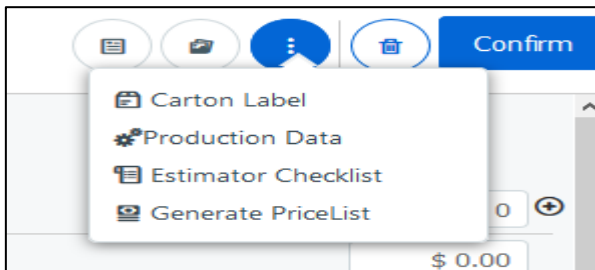 Confirm
Carton Label
Production Data
Estimator Checklist
Generate PriceList
0
$ 0.00